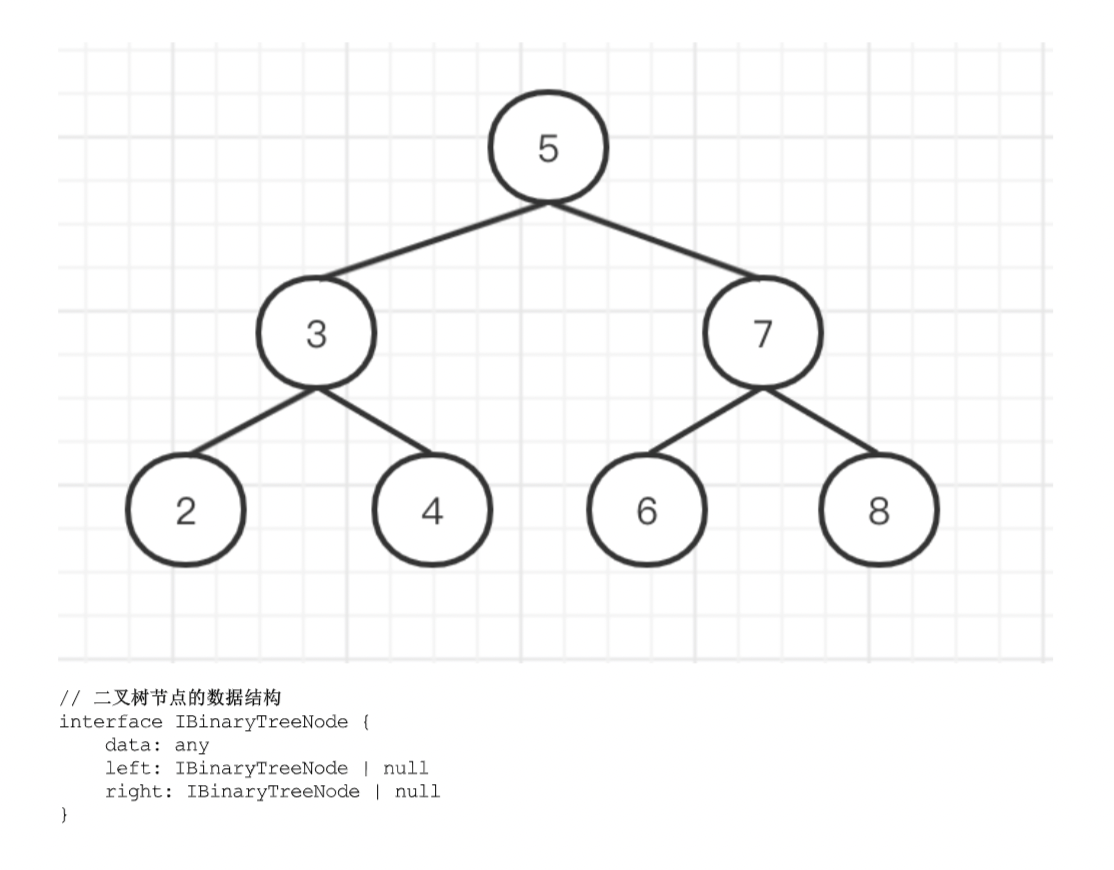 5
3 7
2 4 6 8
// 二叉树节点的数据结构
interface IBinaryTreeNode {
    data: any
    left: IBinaryTreeNode | null
    right: IBinaryTreeNode | null
}